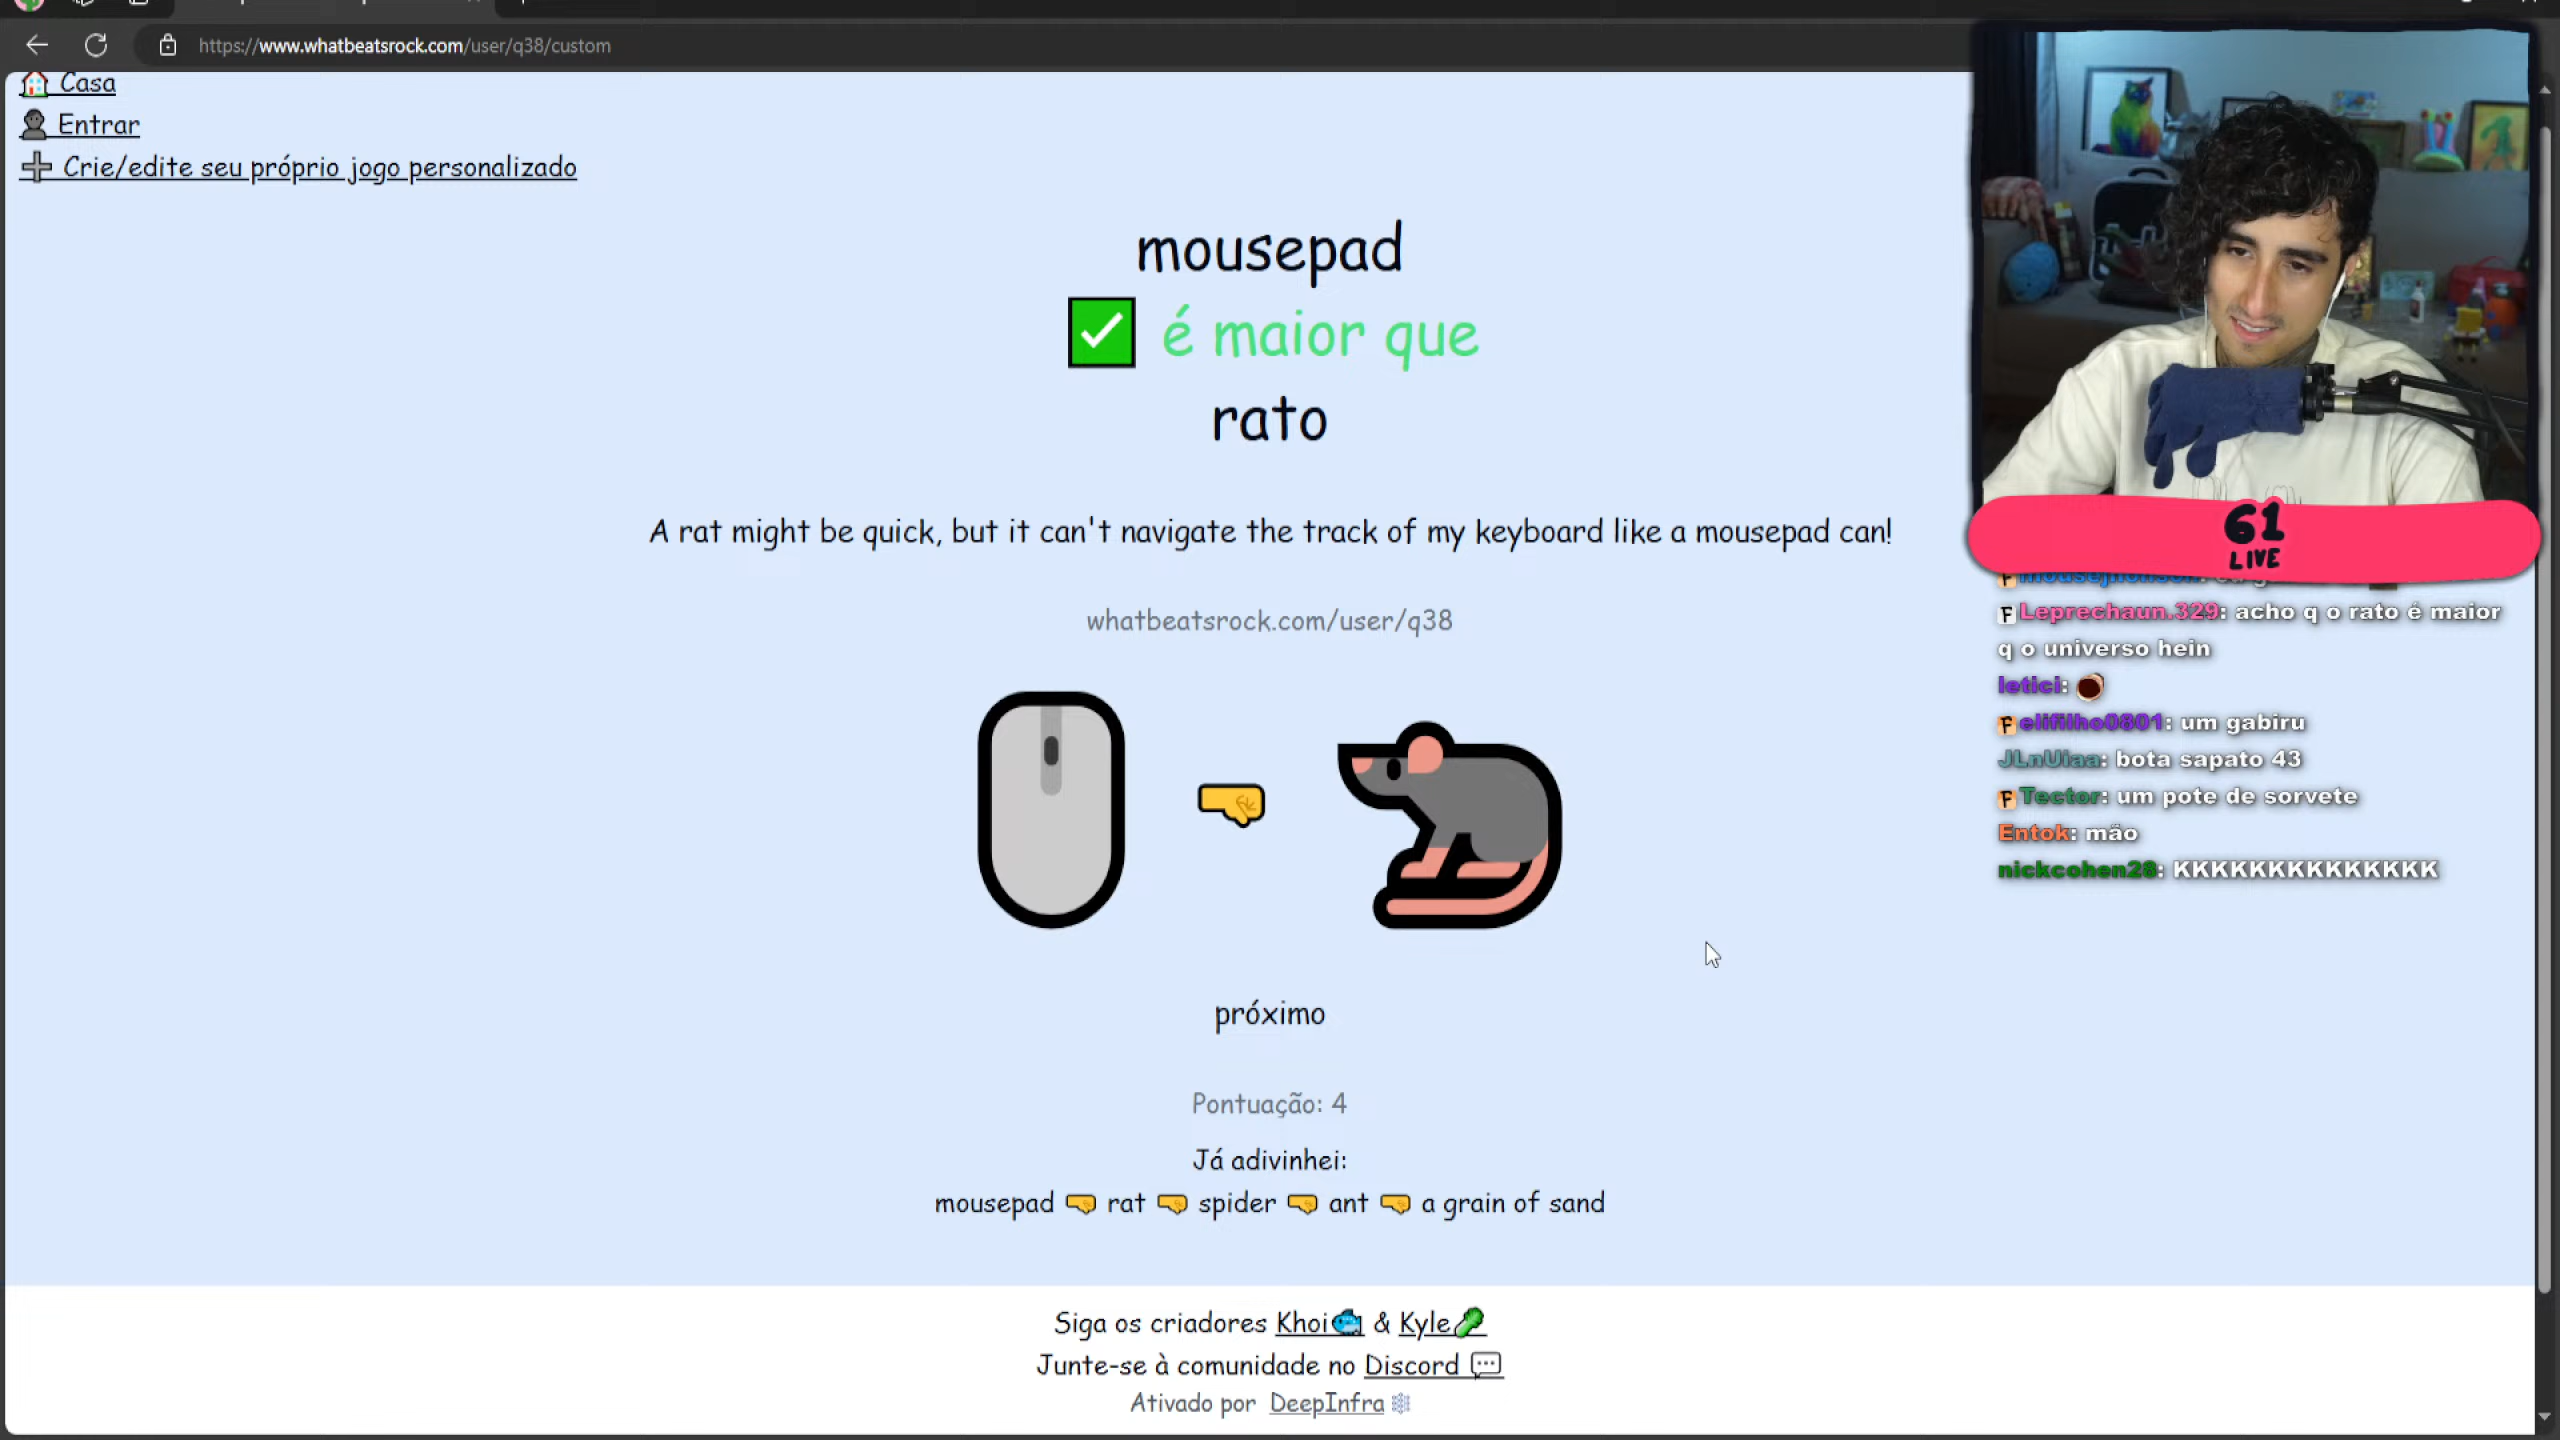 https://www.whatbeatsrock.com/user/q38/custom
Casa
Entrar
Crie/edite seu próprio jogo personalizado
mousepad
é maior que
rato
A rat might be quick, but it can't navigate the track of my keyboard like a mousepad can!
whatbeatsrock.com/user/q38
próximo
Pontuação: 4
Já adivinhei:
mousepad 🤜 rat 🤜 spider 🤜 ant 🤜 a grain of sand
Siga os criadores Khoi🐟 & Kyle🥬
Junte-se à comunidade no Discord 💬
Ativado por DeepInfra
61
LIVE
Leprechaun.329: acho q o rato é maior
q o universo hein
letici:
elifilho0801: um gabiru
JLnUiaa: bota sapato 43
Tector: um pote de sorvete
Entok: mão
nickcohen28: KKKKKKKKKKKKKK